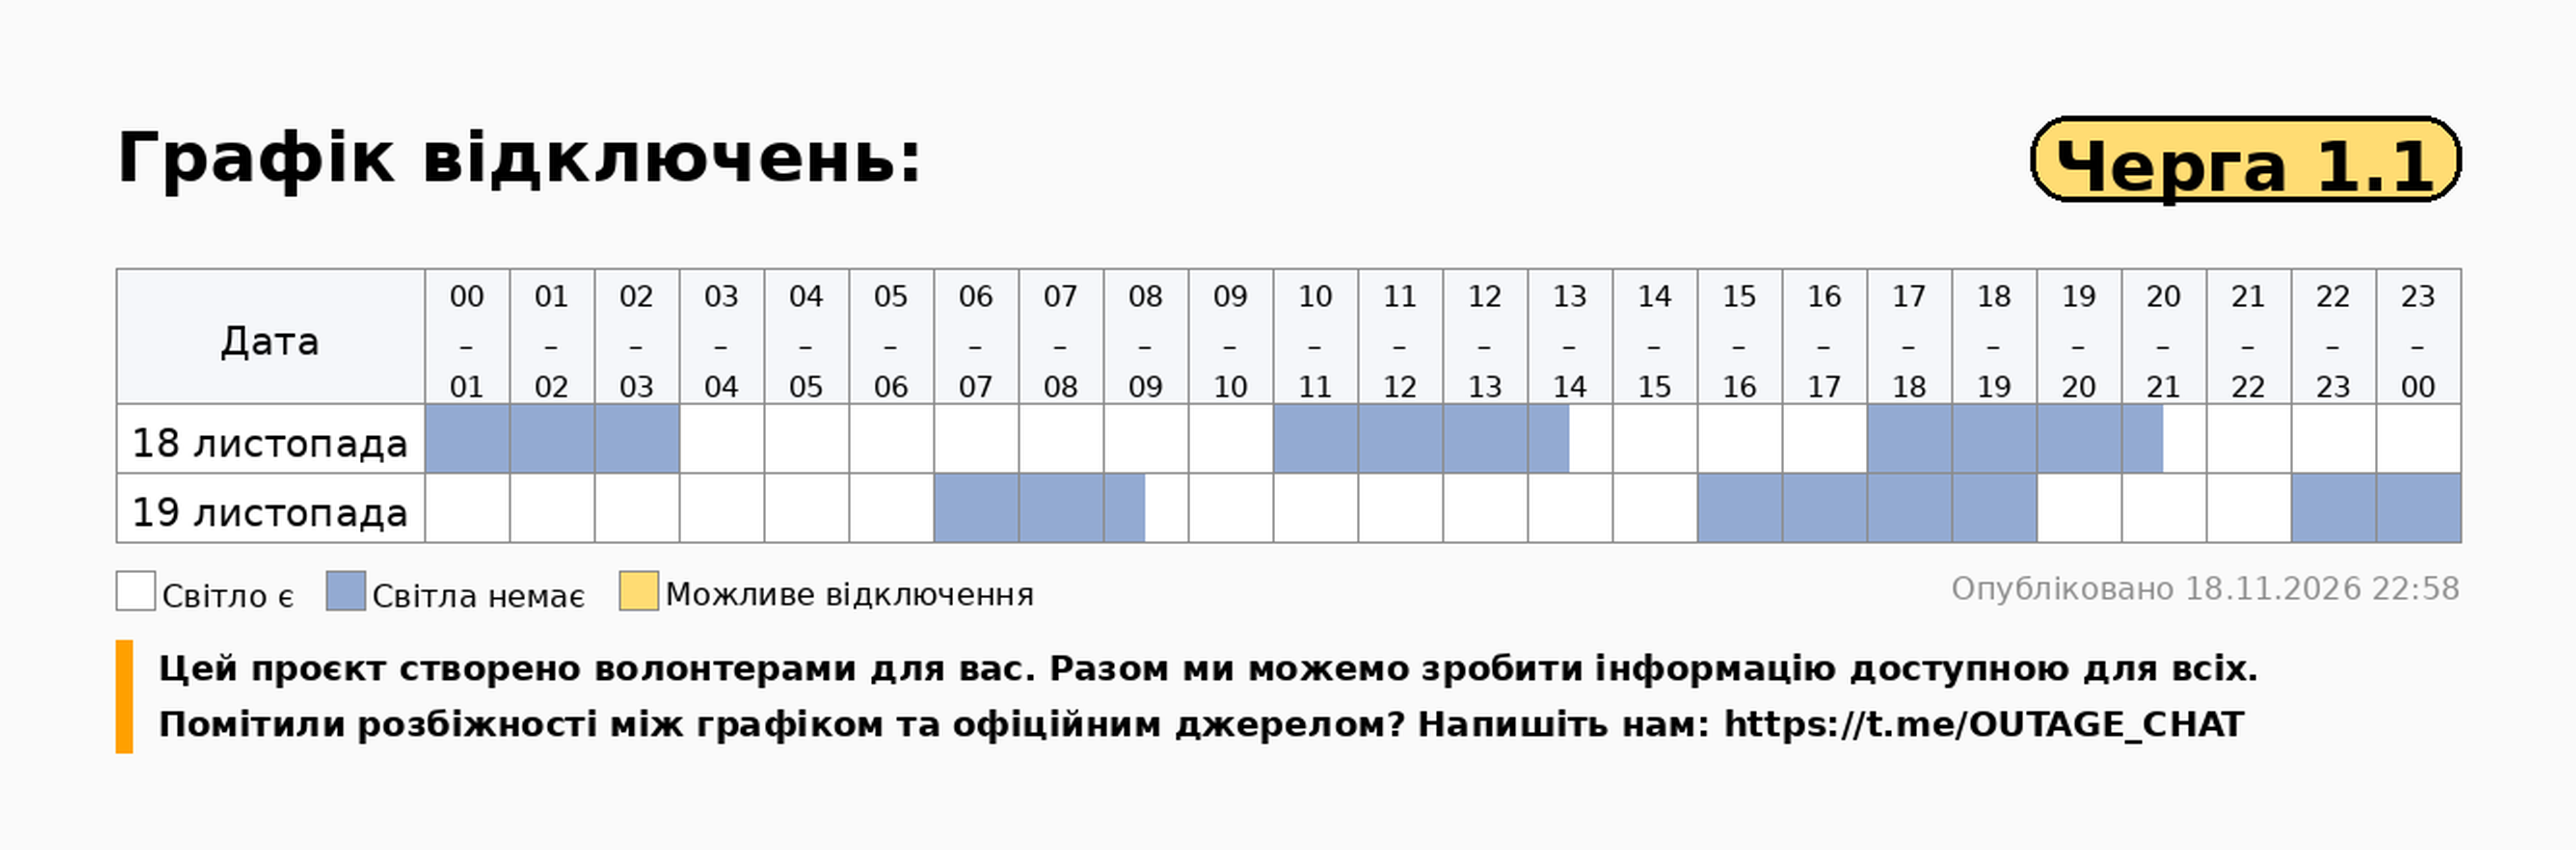 Графік відключень:
Черга 1.1
Дата
00 – 01
01 – 02
02 – 03
03 – 04
04 – 05
05 – 06
06 – 07
07 – 08
08 – 09
09 – 10
10 – 11
11 – 12
12 – 13
13 – 14
14 – 15
15 – 16
16 – 17
17 – 18
18 – 19
19 – 20
20 – 21
21 – 22
22 – 23
23 – 00
18 листопада
19 листопада
Світло є
Світла немає
Можливе відключення
Опубліковано 18.11.2026 22:58
Цей проєкт створено волонтерами для вас. Разом ми можемо зробити інформацію доступною для всіх.
Помітили розбіжності між графіком та офіційним джерелом? Напишіть нам: https://t.me/OUTAGE_CHAT